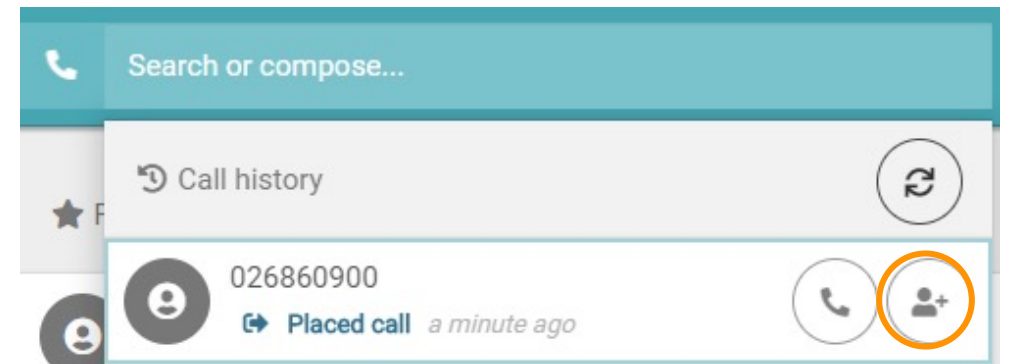 Search or compose...
Call history
F
026860900
Placed call a minute ago